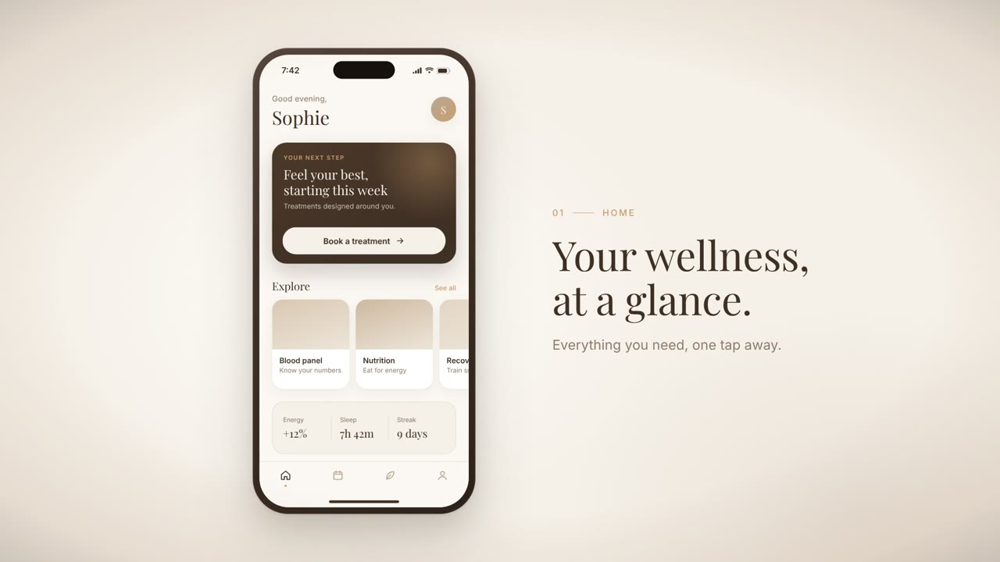 7:42
Good evening,
Sophie
S
YOUR NEXT STEP
Feel your best,
starting this week
Treatments designed around you.
Book a treatment →
Explore
See all
Blood panel
Know your numbers
Nutrition
Eat for energy
Recov
Train
Energy
+12%
Sleep
7h 42m
Streak
9 days
01 — HOME
Your wellness,
at a glance.
Everything you need, one tap away.